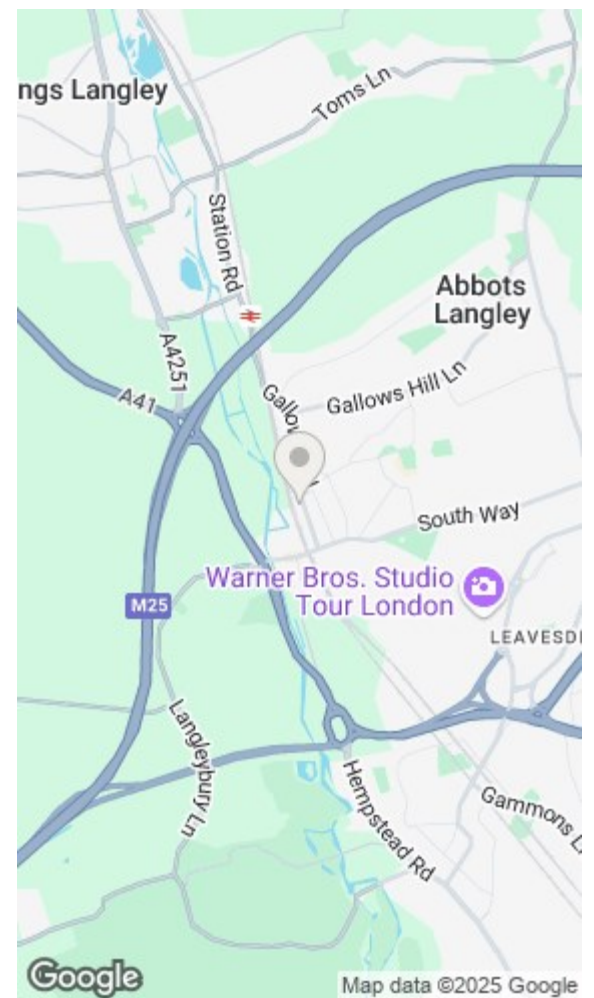 ngs Langley
Toms Ln
Station Rd
Abbots
Langley
A4251
A41
Gallows Hill Ln
Gallow
South Way
Warner Bros. Studio
Tour London
M25
LEAVESD
Langleybury Ln
Hempstead Rd
Gammons L
Google
Map data ©2025 Google